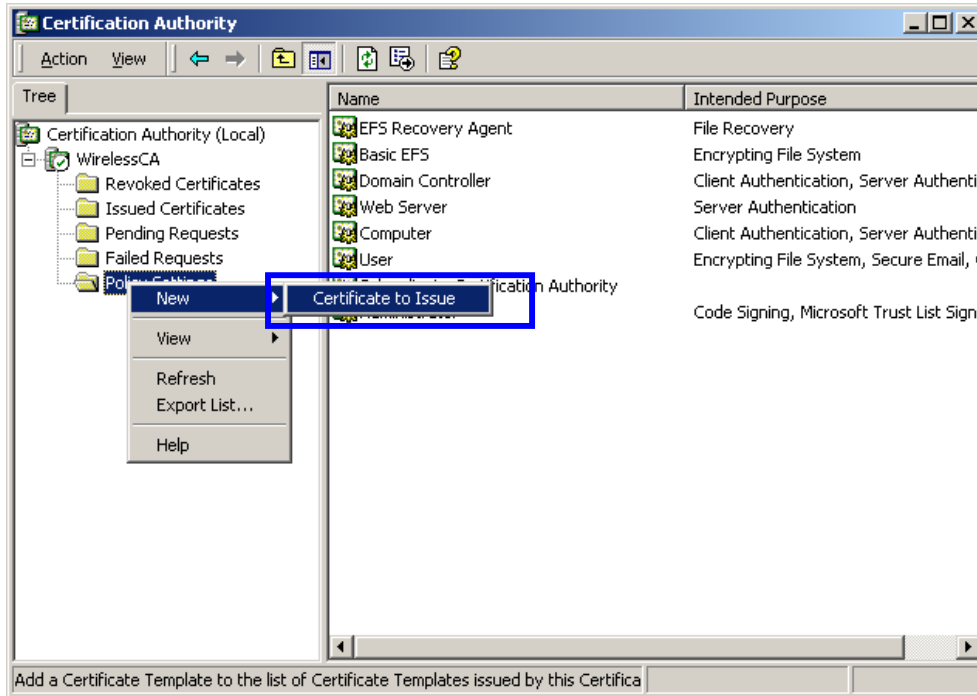 Certification Authority
Action View
Tree
Name Intended Purpose
Certification Authority (Local)
WirelessCA
Revoked Certificates
Issued Certificates
Pending Requests
Failed Requests
New
Certificate to Issue
View
Refresh
Export List...
Help
EFS Recovery Agent File Recovery
Basic EFS Encrypting File System
Domain Controller Client Authentication, Server Authenti
Web Server Server Authentication
Computer Client Authentication, Server Authenti
User Encrypting File System, Secure Email,
Authority
Code Signing, Microsoft Trust List Sign
Add a Certificate Template to the list of Certificate Templates issued by this Certifica